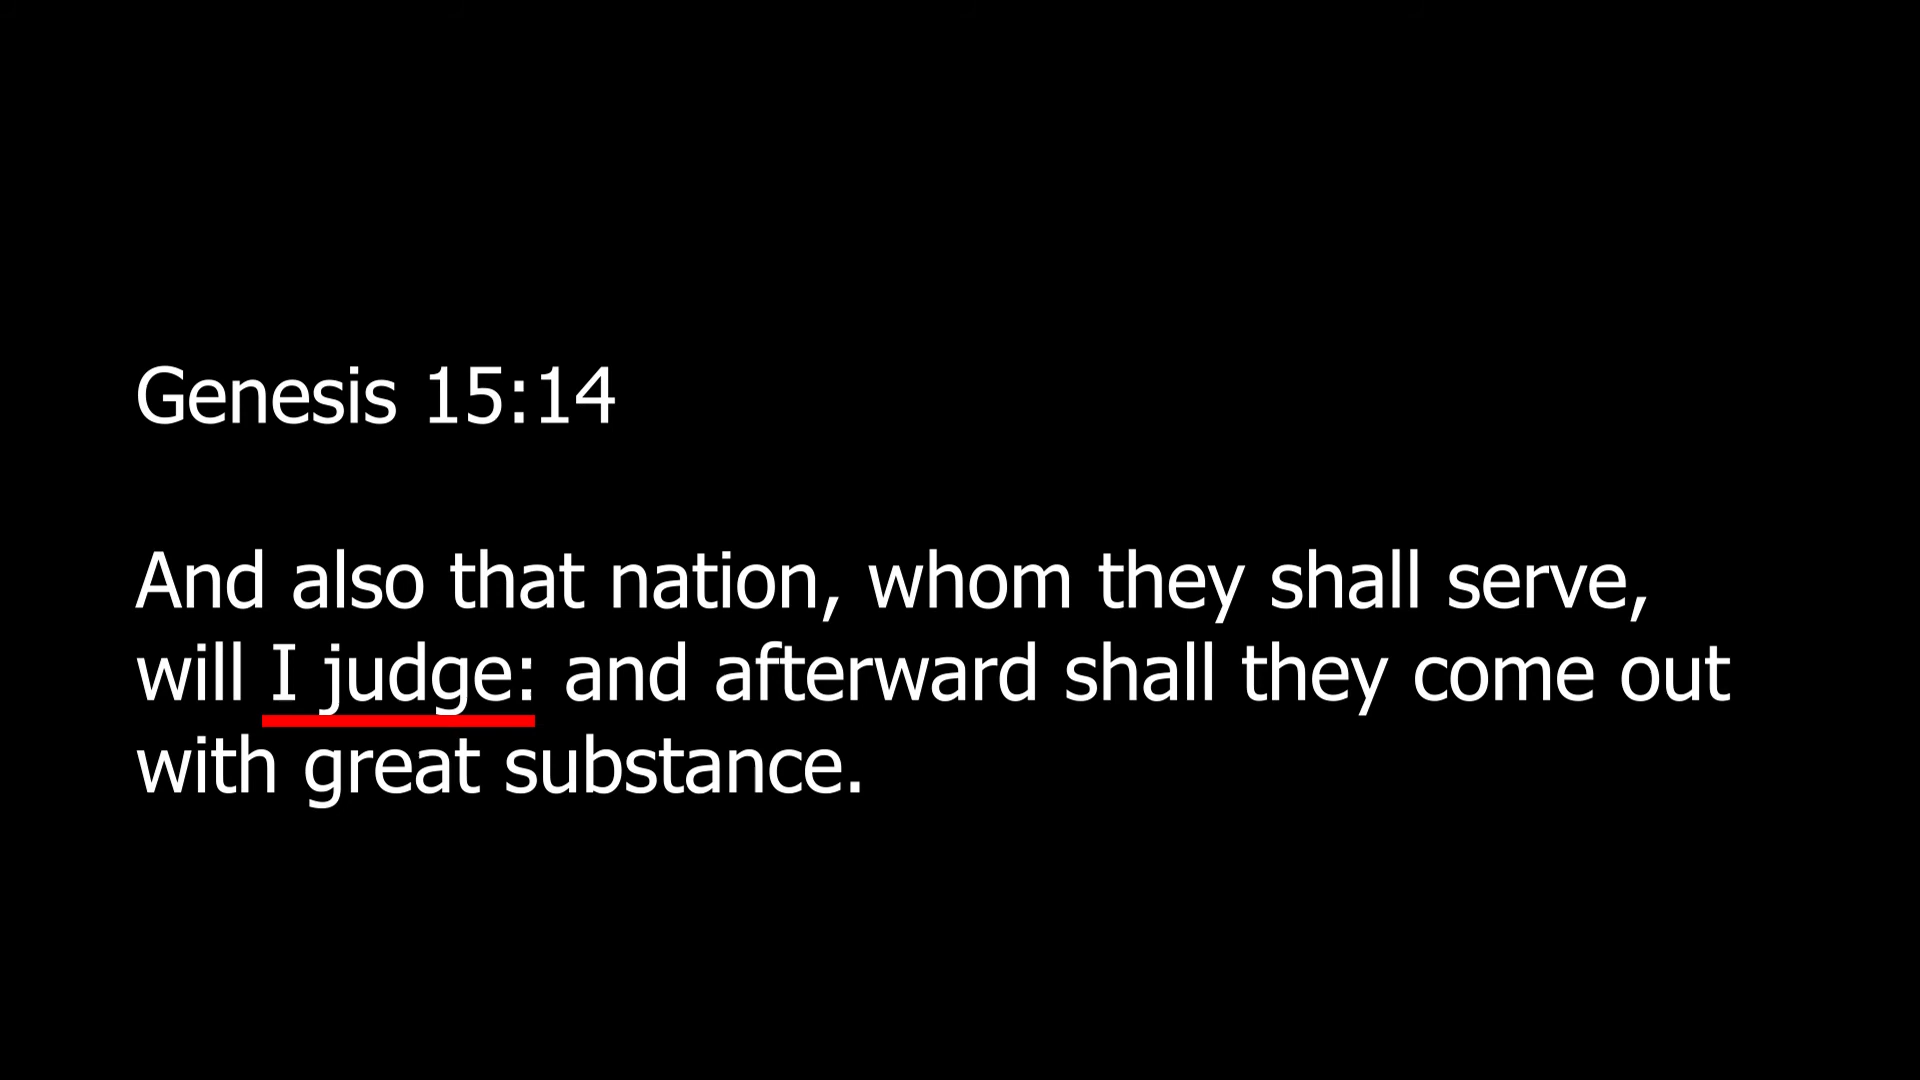 Genesis 15:14
And also that nation, whom they shall serve,
will I judge: and afterward shall they come out
with great substance.